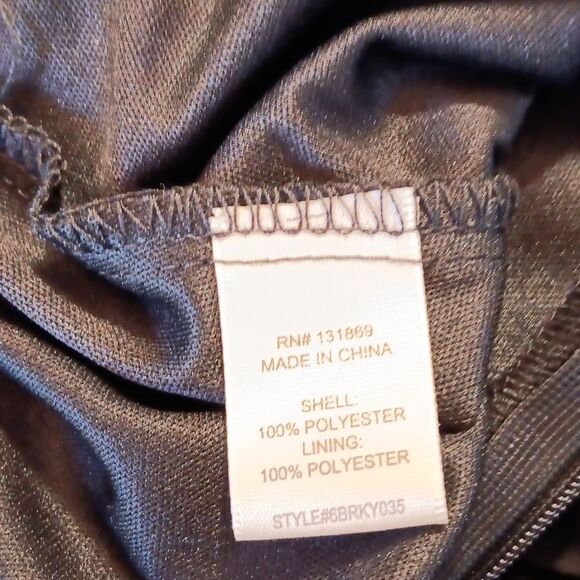 RN# 131869
MADE IN CHINA
SHELL:
100% POLYESTER
LINING:
100% POLYESTER
STYLE#6BRKY035